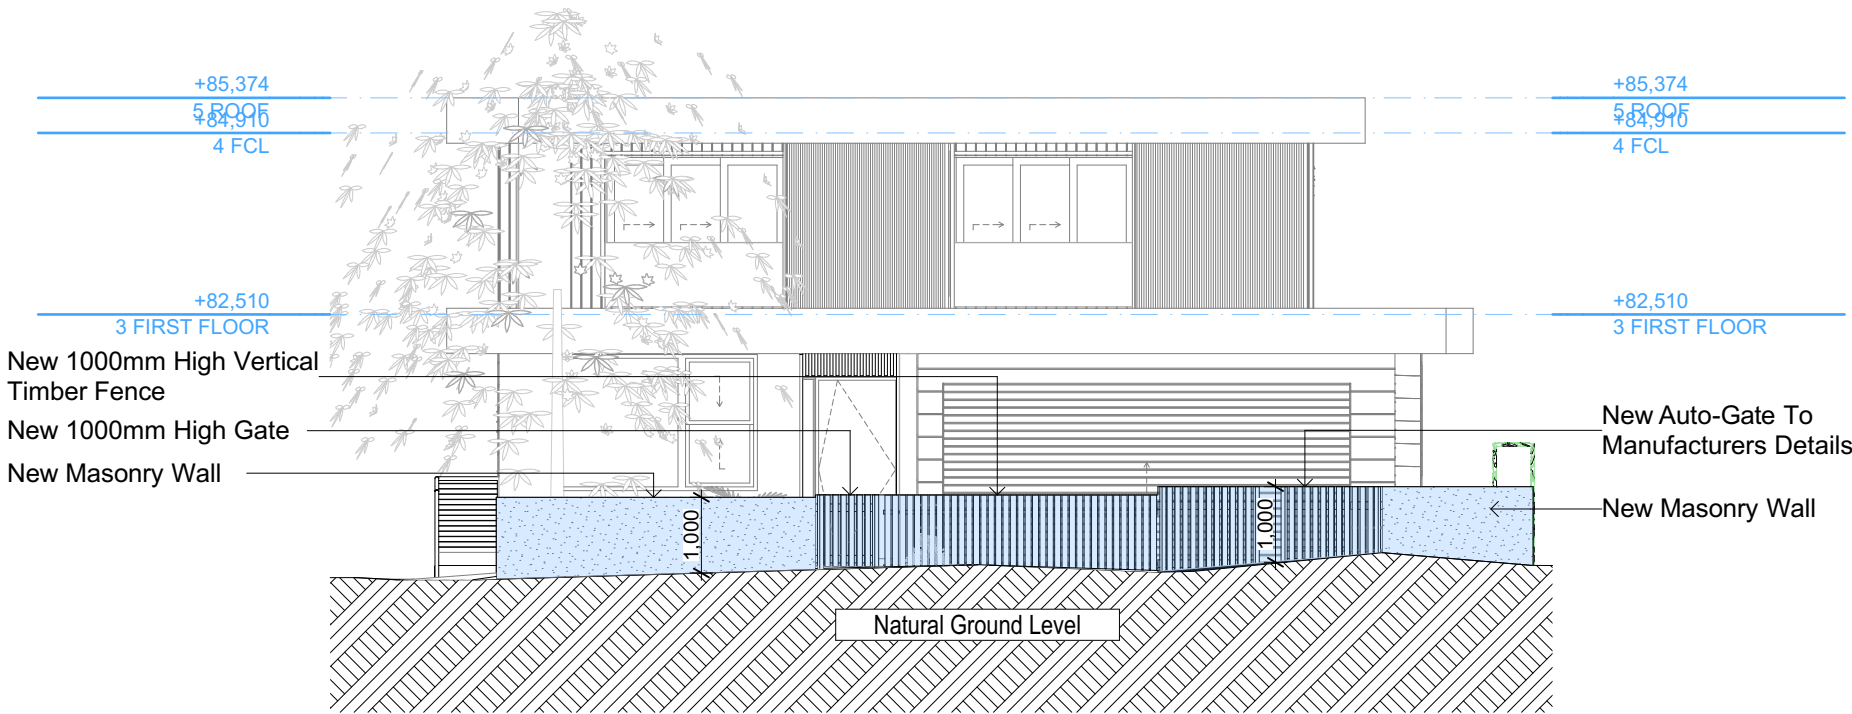 +85,374
5 ROOF
+84,910
4 FCL
+82,510
3 FIRST FLOOR
New 1000mm High Vertical
Timber Fence
New 1000mm High Gate
New Masonry Wall
1,000
1,000
Natural Ground Level
+85,374
5 ROOF
+84,910
4 FCL
+82,510
3 FIRST FLOOR
New Auto-Gate To
Manufacturers Details
New Masonry Wall